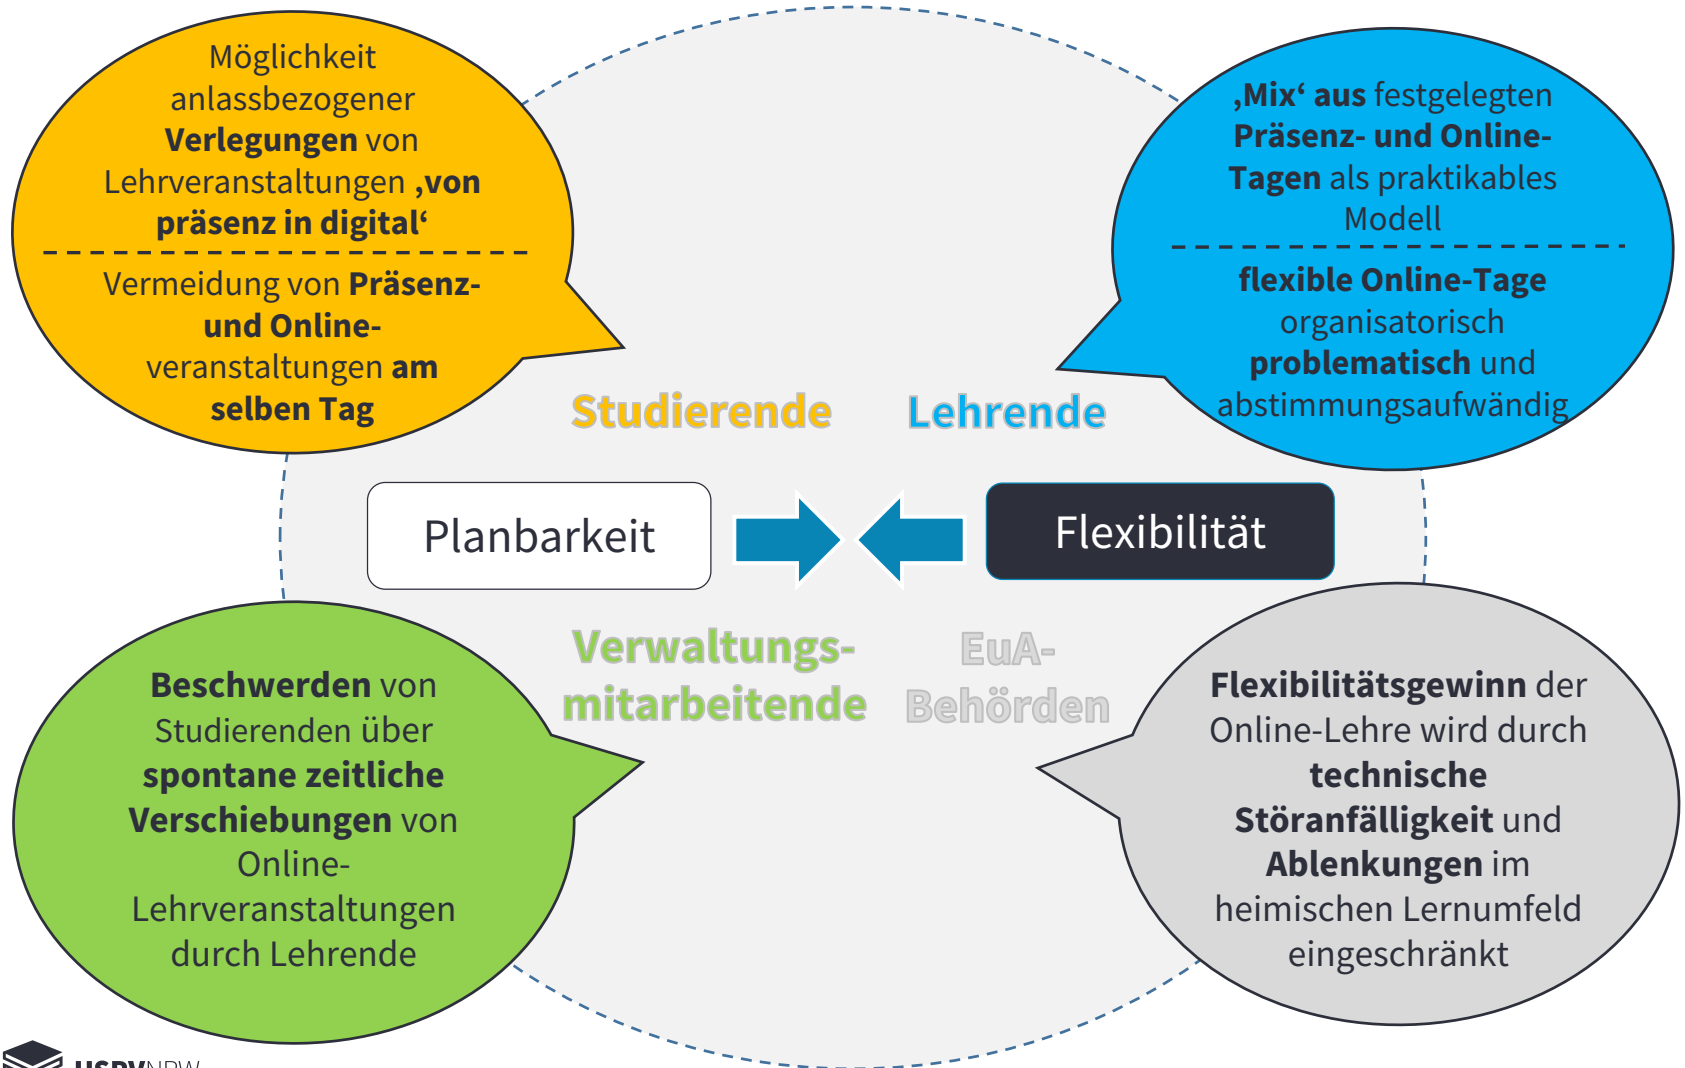 Möglichkeit
anlassbezogener
Verlegungen von
Lehrveranstaltungen ‚von
präsenz in digital‘
Vermeidung von Präsenz-
und Online-
veranstaltungen am
selben Tag
‚Mix‘ aus festgelegten
Präsenz- und Online-
Tagen als praktikables
Modell
flexible Online-Tage
organisatorisch
problematisch und
abstimmungsaufwändig
Studierende
Lehrende
Planbarkeit
Flexibilität
Verwaltungs-
mitarbeitende
EuA-
Behörden
Beschwerden von
Studierenden über
spontane zeitliche
Verschiebungen von
Online-
Lehrveranstaltungen
durch Lehrende
Flexibilitätsgewinn der
Online-Lehre wird durch
technische
Störanfälligkeit und
Ablenkungen im
heimischen Lernumfeld
eingeschränkt